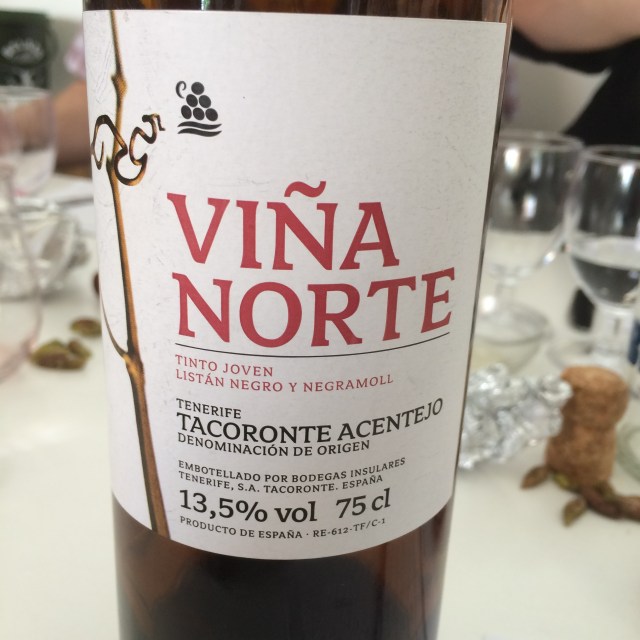 VIÑA
NORTE
TINTO JOVEN
LISTÁN NEGRO Y NEGRAMOLL
TENERIFE
TACORONTE ACENTEJO
DENOMINACIÓN DE ORIGEN
EMBOTELLADO POR BODEGAS INSULARES
TENERIFE, S.A. TACORONTE. ESPAÑA
13,5% vol 75 cl
PRODUCTO DE ESPAÑA · RE-612-TF/C-1